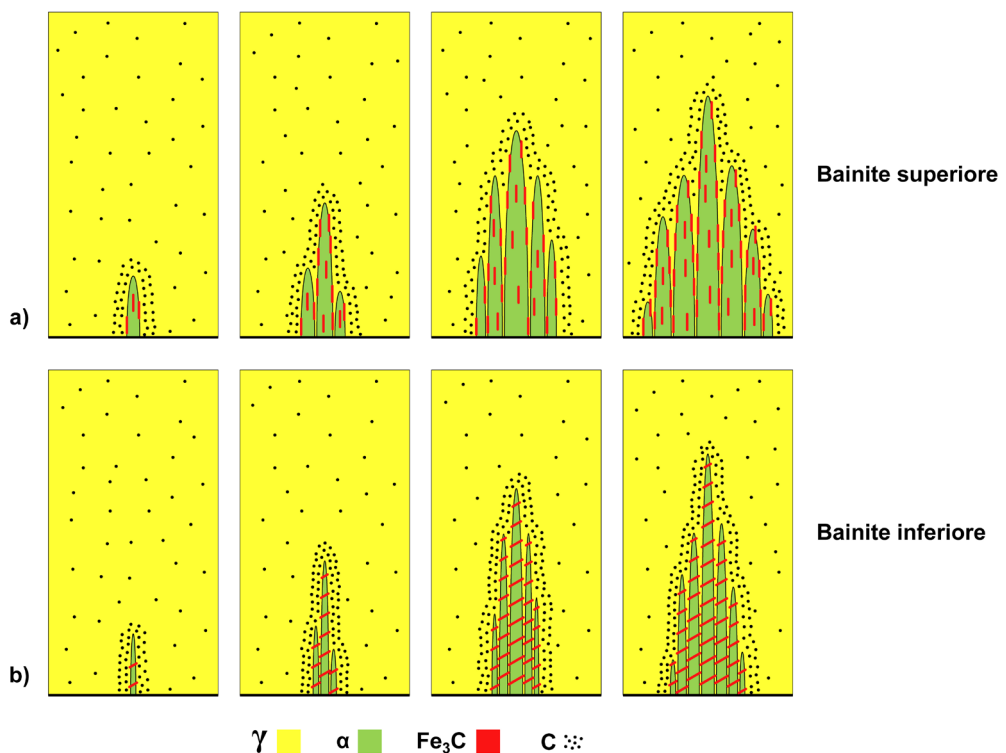 Bainite superiore
a)
Bainite inferiore
b)
γ α Fe₃C C